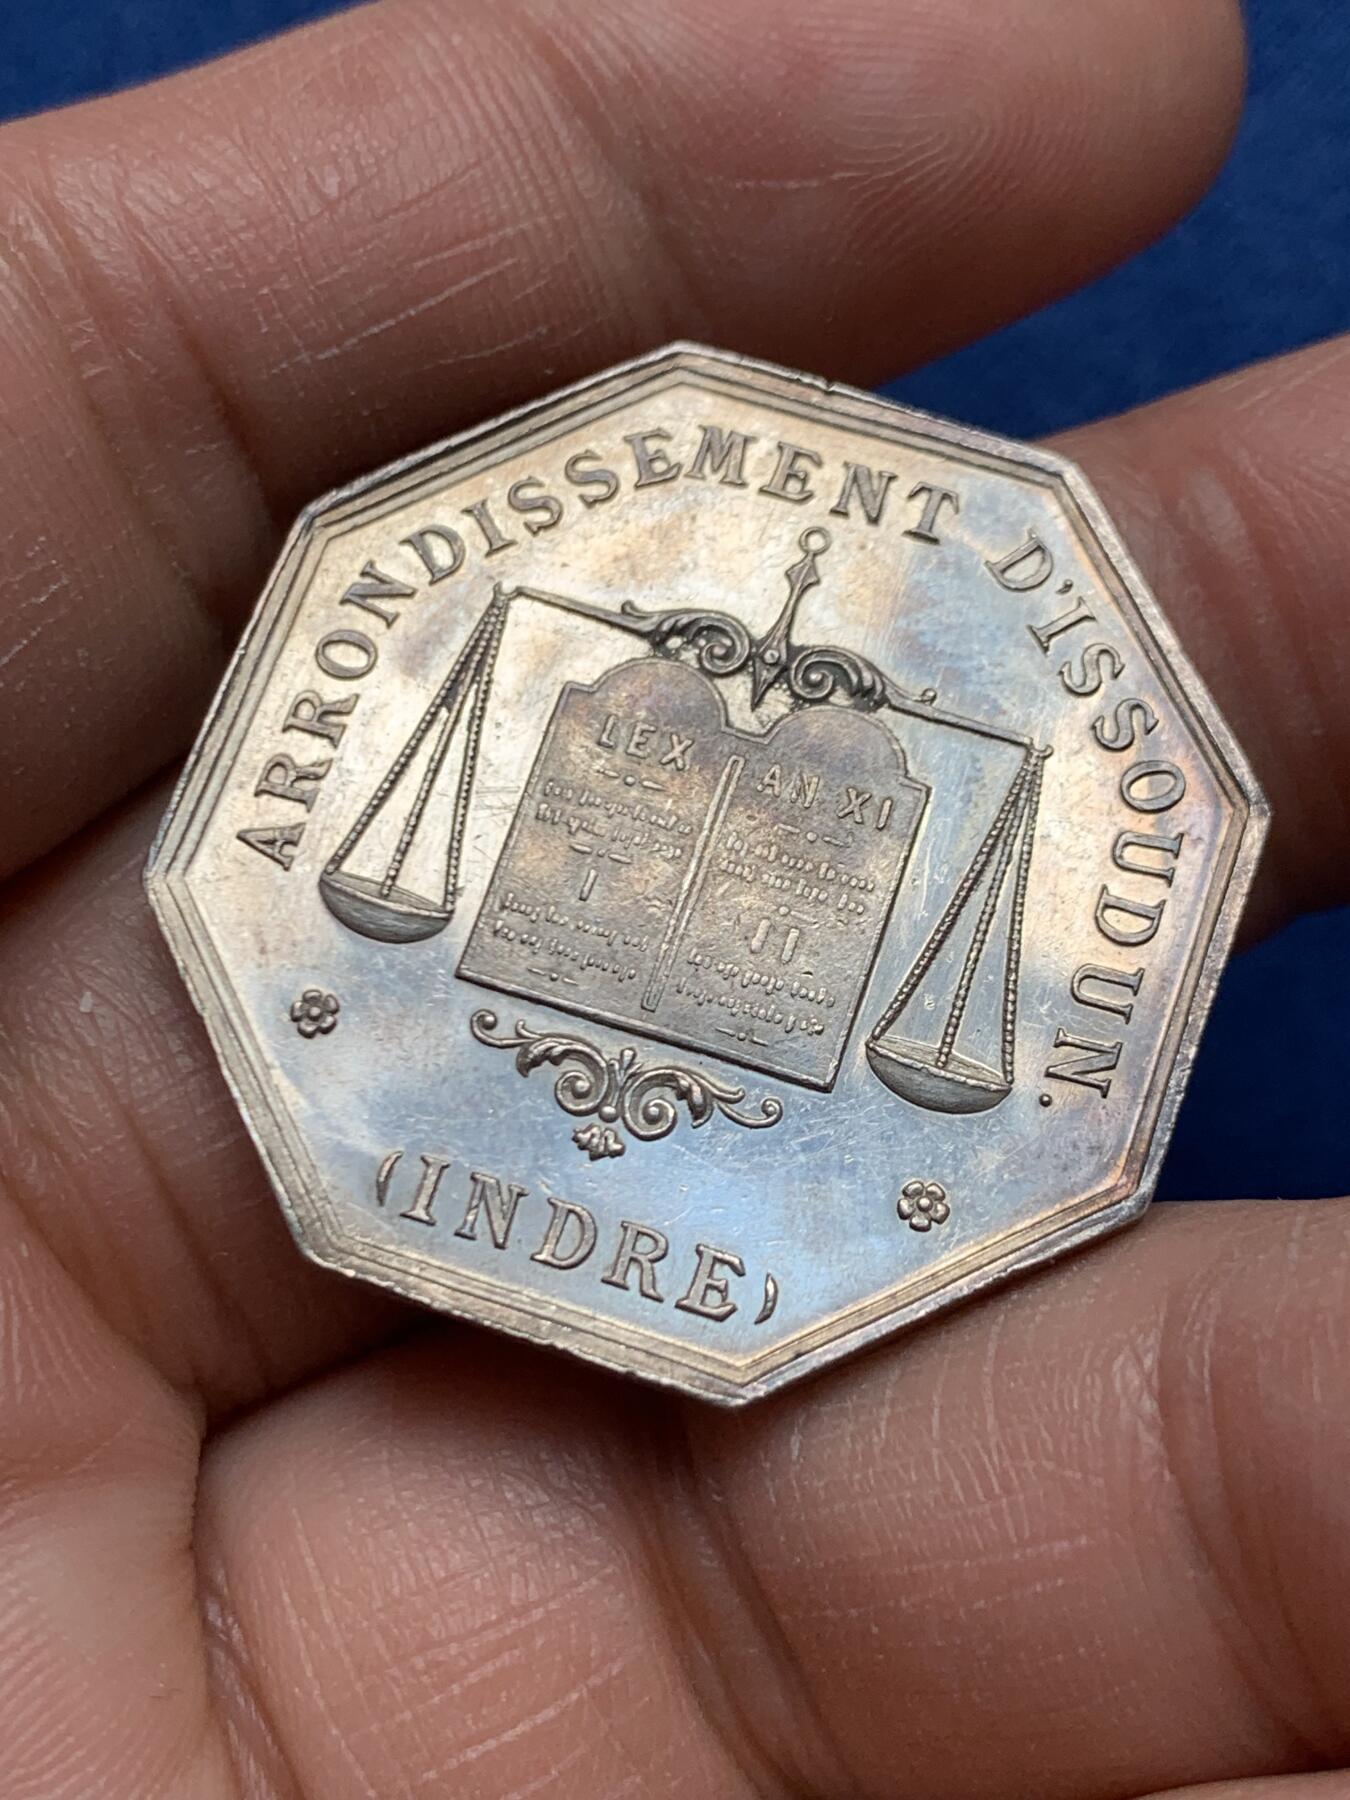 ARRONDISSEMENT D'ISSOUDUN.
LEX
I
AN XI
II
(INDRE)